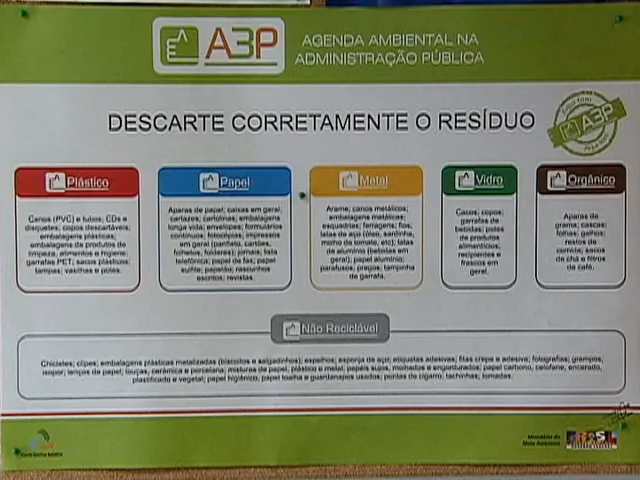 A3P
AGENDA AMBIENTAL NA
ADMINISTRAÇÃO PÚBLICA
DESCARTE CORRETAMENTE O RESÍDUO
A3P
Plástico
Canos (PVC) e tubos; CDs e
disquetes; copos descartáveis;
embalagens plásticas;
embalagens de produtos de
limpeza, alimentos e higiene;
garrafas PET; sacos plásticos;
tampas; vasilhas e potes.
Papel
Aparas de papel; caixas em geral;
cartazes; cartolinas; embalagens
longa vida; envelopes; formulários
contínuos; fotocópias; impressos
em geral (panfleto, cartões,
folhetos, folderes); jornais; lista
telefônica; papel de fax; papel
sulfite; papelão; rascunhos
escritos; revistas.
Metal
Arame; canos metálicos;
embalagens metálicas;
esquadrias; ferragens; fios;
latas de aço (óleo, sardinha,
molho de tomate, etc); latas
de alumínio (bebidas em
geral); papel alumínio;
parafusos; pregos; tampinha
de garrafa.
Vidro
Cacos; copos;
garrafas de
bebidas; potes de
produtos
alimentícios;
recipientes e
frascos em
geral.
Orgânico
Aparas de
grama; cascas;
folhas; galhos;
restos de
comida; sacos
de chá e filtros
de café.
Não Reciclável
Chicletes; clipes; embalagens plásticas metalizadas (biscoitos e salgadinhos); espelhos; esponja de aço; etiquetas adesivas; fitas crepe e adesiva; fotografias; grampos;
isopor; lenços de papel; louças, cerâmica e porcelana; misturas de papel, plástico e metal; papéis sujos, molhados e engordurados; papel carbono, celofane, encerado,
plastificado e vegetal; papel higiênico, papel toalha e guardanapos usados; pontas de cigarro; tachinhas; tomadas.
Ministério do
Meio Ambiente
BRASIL